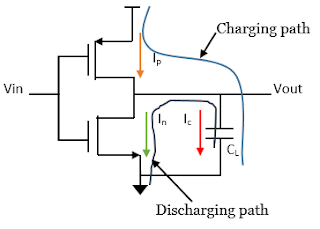 Charging path
Ip
Vin
Vout
In
Ic
CL
Discharging path